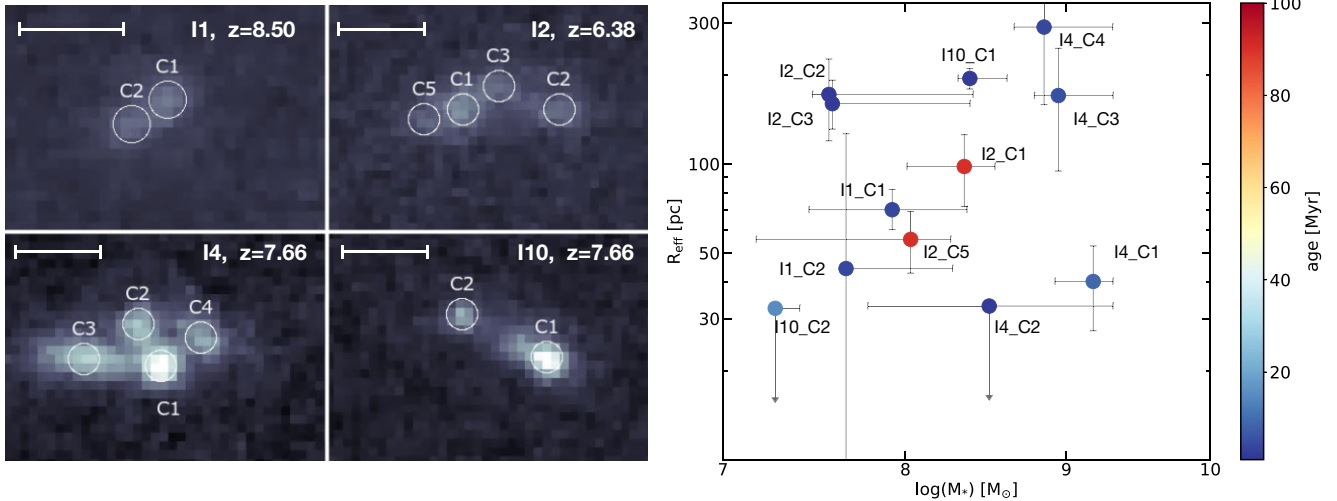 I1, z=8.50
C1
C2
I2, z=6.38
C3
C5 C1 C2
I4, z=7.66
C2
C4
C3
C1
I10, z=7.66
C2
C1
300
100
50
30
R_eff [pc]
7 8 9 10
log(M_*) [M_⊙]
I4_C4
I10_C1
I2_C2
I4_C3
I2_C3
I2_C1
I1_C1
I2_C5
I4_C1
I1_C2
I10_C2
I4_C2
100
80
60
40
20
age [Myr]